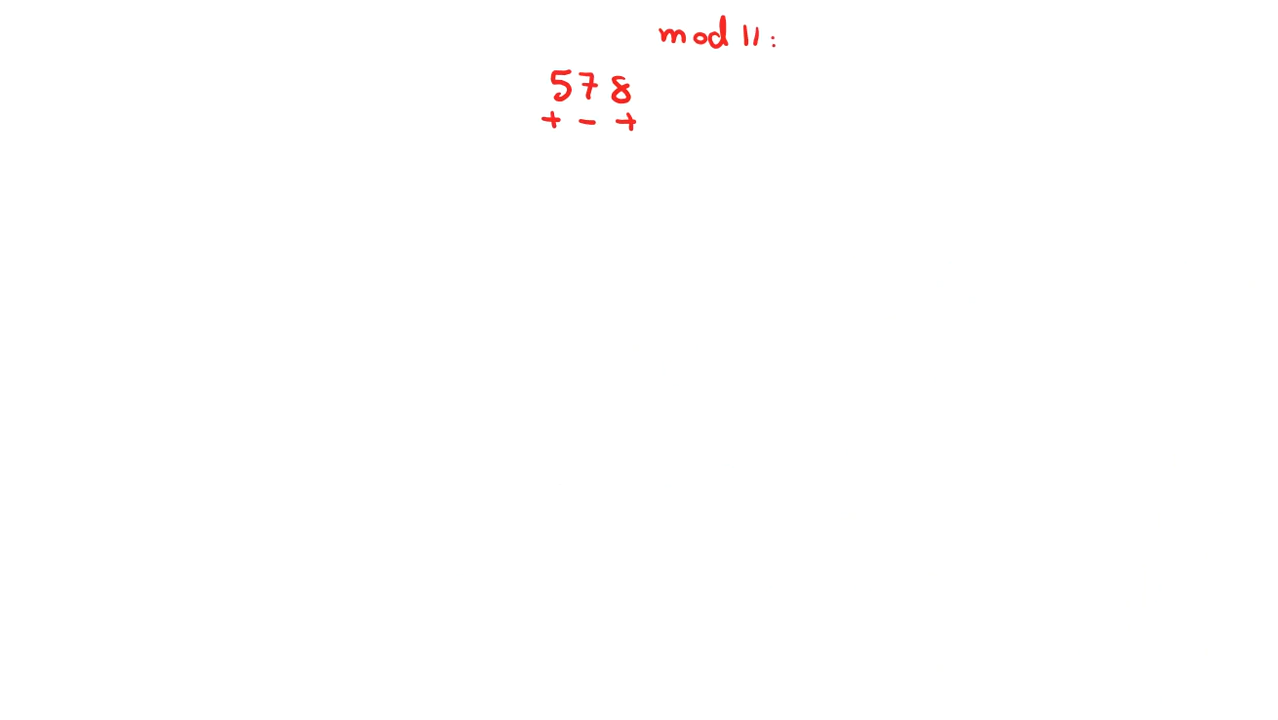 mod 11:
578
+ - +